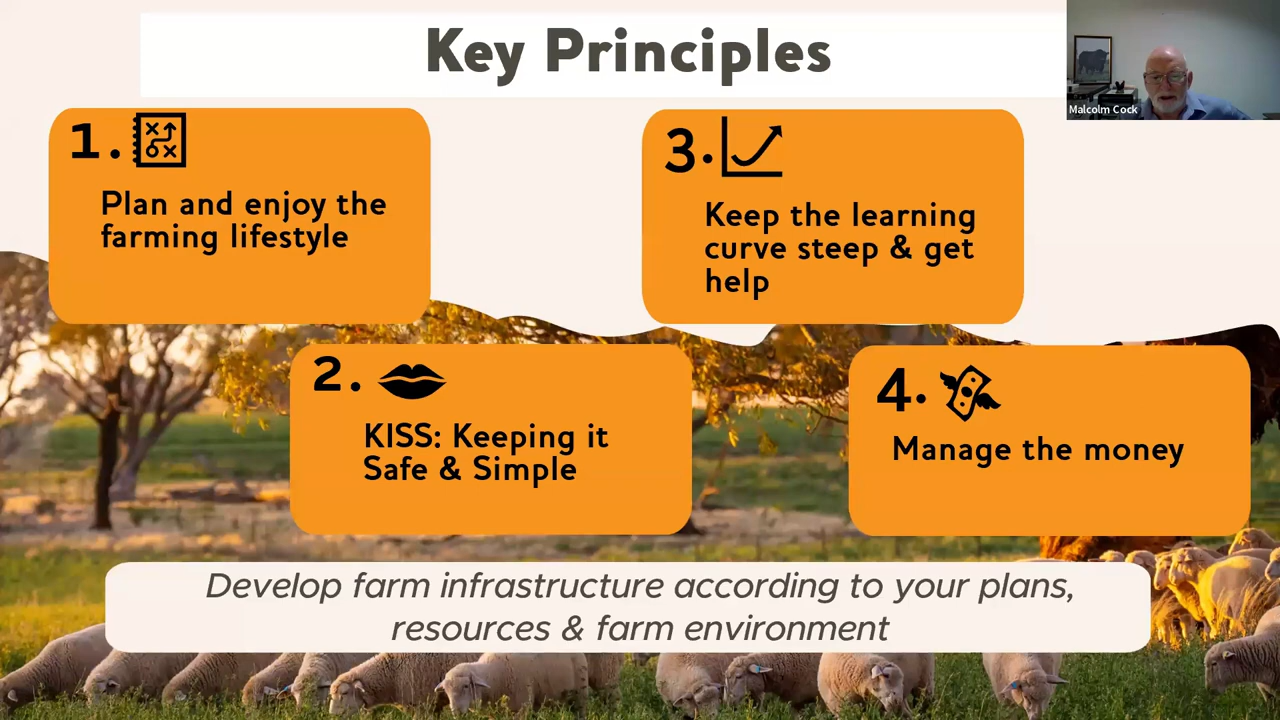 Key Principles
Malcolm Cock
1.
Plan and enjoy the
farming lifestyle
2.
KISS: Keeping it
Safe & Simple
3.
Keep the learning
curve steep & get
help
4.
Manage the money
Develop farm infrastructure according to your plans,
resources & farm environment